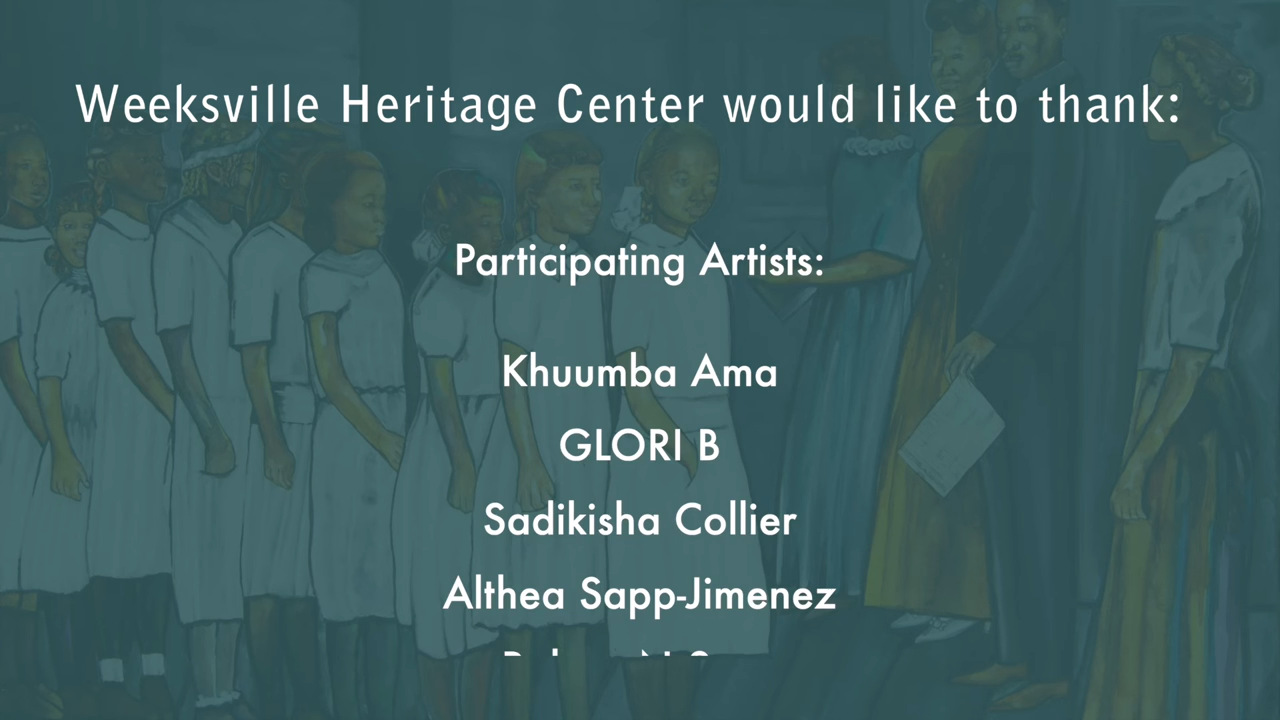 Weeksville Heritage Center would like to thank:
Participating Artists:
Khuumba Ama
GLORI B
Sadikisha Collier
Althea Sapp-Jimenez